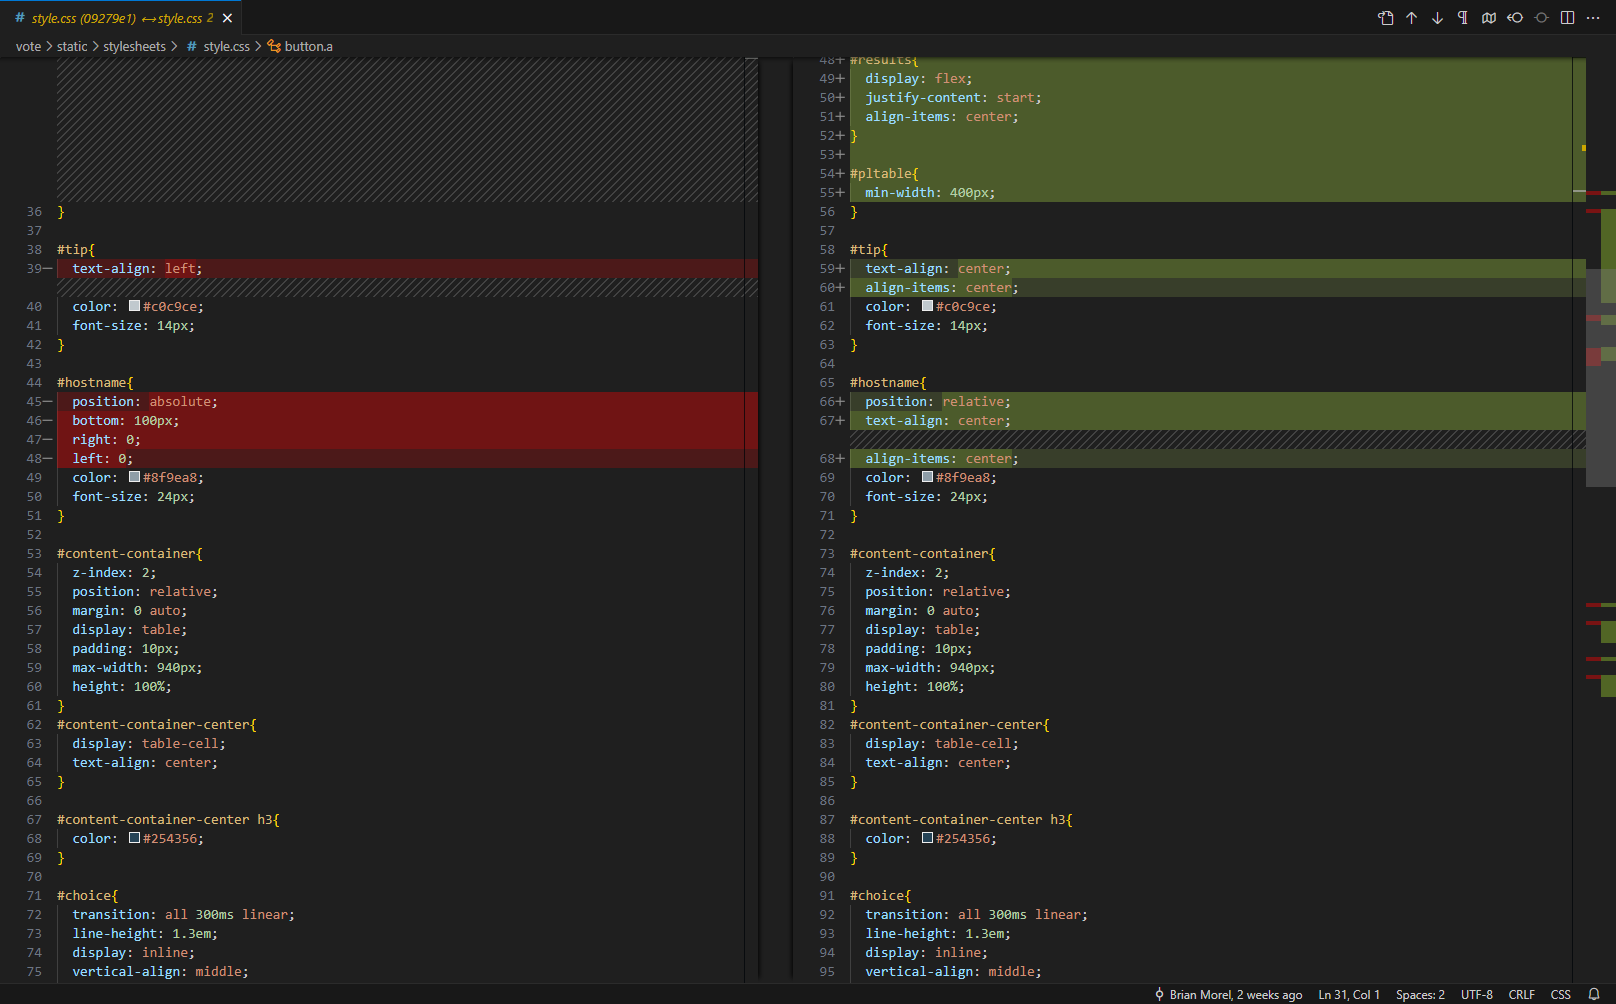 # style.css (09279e1) ↔ style.css 2 ×
vote > static > stylesheets > # style.css > button.a
36 }
37
38 #tip{
39− text-align: left;
40 color: #c0c9ce;
41 font-size: 14px;
42 }
43
44 #hostname{
45− position: absolute;
46− bottom: 100px;
47− right: 0;
48− left: 0;
49 color: #8f9ea8;
50 font-size: 24px;
51 }
52
53 #content-container{
54 z-index: 2;
55 position: relative;
56 margin: 0 auto;
57 display: table;
58 padding: 10px;
59 max-width: 940px;
60 height: 100%;
61 }
62 #content-container-center{
63 display: table-cell;
64 text-align: center;
65 }
66
67 #content-container-center h3{
68 color: #254356;
69 }
70
71 #choice{
72 transition: all 300ms linear;
73 line-height: 1.3em;
74 display: inline;
75 vertical-align: middle;
48+ #results{
49+ display: flex;
50+ justify-content: start;
51+ align-items: center;
52+ }
53+
54+ #pltable{
55+ min-width: 400px;
56 }
57
58 #tip{
59+ text-align: center;
60+ align-items: center;
61 color: #c0c9ce;
62 font-size: 14px;
63 }
64
65 #hostname{
66+ position: relative;
67+ text-align: center;
68+ align-items: center;
69 color: #8f9ea8;
70 font-size: 24px;
71 }
72
73 #content-container{
74 z-index: 2;
75 position: relative;
76 margin: 0 auto;
77 display: table;
78 padding: 10px;
79 max-width: 940px;
80 height: 100%;
81 }
82 #content-container-center{
83 display: table-cell;
84 text-align: center;
85 }
86
87 #content-container-center h3{
88 color: #254356;
89 }
90
91 #choice{
92 transition: all 300ms linear;
93 line-height: 1.3em;
94 display: inline;
95 vertical-align: middle;
Brian Morel, 2 weeks ago Ln 31, Col 1 Spaces: 2 UTF-8 CRLF CSS